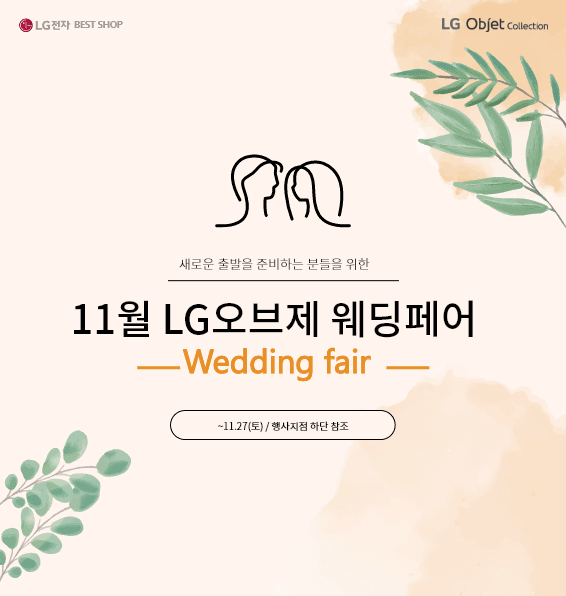 LG전자 BEST SHOP
LG Objet Collection
새로운 출발을 준비하는 분들을 위한
11월 LG오브제 웨딩페어
Wedding fair
~11.27(토) / 행사지점 하단 참조